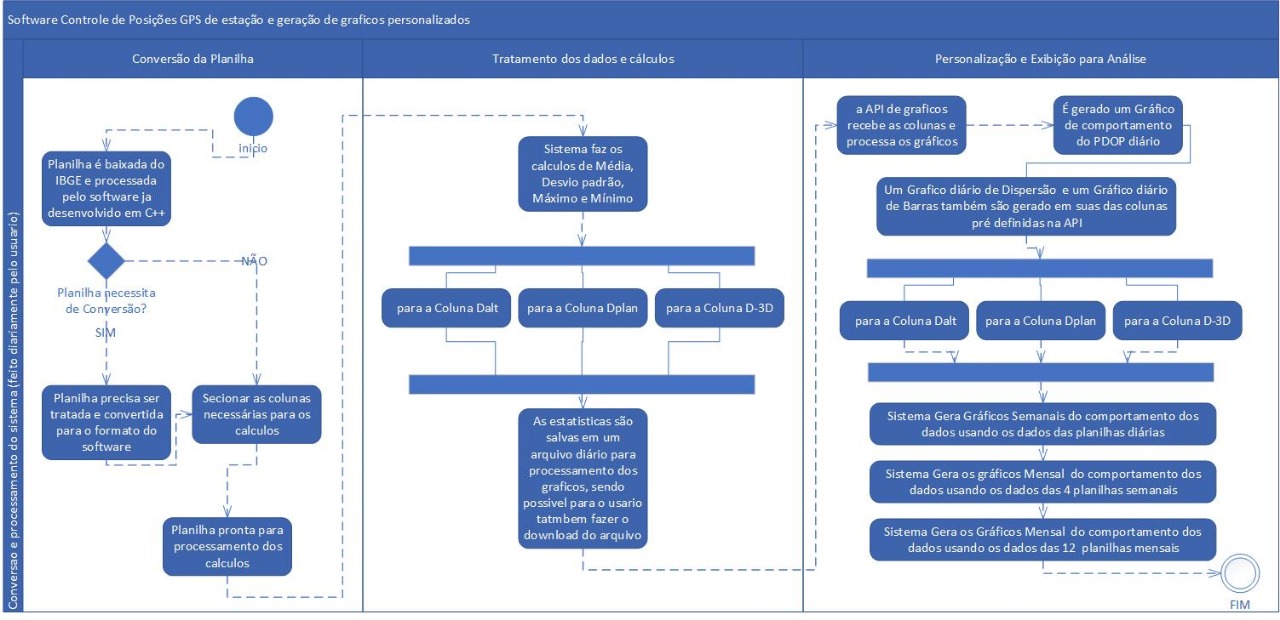 Software Controle de Posições GPS de estação e geração de graficos personalizados
Conversao e processamento do sistema (feito diariamente pelo usuario)
Conversão da Planilha
inicio
Planilha é baixada do
IBGE e processada
pelo software ja
desenvolvido em C++
NÃO
Planilha necessita
de Conversão?
SIM
Planilha precisa ser
tratada e convertida
para o formato do
software
Secionar as colunas
necessárias para os
calculos
Planilha pronta para
processamento dos
calculos
Tratamento dos dados e cálculos
Sistema faz os
calculos de Média,
Desvio padrão,
Máximo e Mínimo
para a Coluna Dalt
para a Coluna Dplan
para a Coluna D-3D
As estatisticas são
salvas em um
arquivo diário para
processamento dos
graficos, sendo
possivel para o usario
tatmbem fazer o
download do arquivo
Personalização e Exibição para Análise
a API de graficos
recebe as colunas e
processa os gráficos
É gerado um Gráfico
de comportamento
do PDOP diário
Um Grafico diário de Dispersão e um Gráfico diário
de Barras também são gerado em suas das colunas
pré definidas na API
para a Coluna Dalt
para a Coluna Dplan
para a Coluna D-3D
Sistema Gera Gráficos Semanais do comportamento dos
dados usando os dados das planilhas diárias
Sistema Gera os gráficos Mensal do comportamento dos
dados usando os dados das 4 planilhas semanais
Sistema Gera os Gráficos Mensal do comportamento dos
dados usando os dados das 12 planilhas mensais
FIM